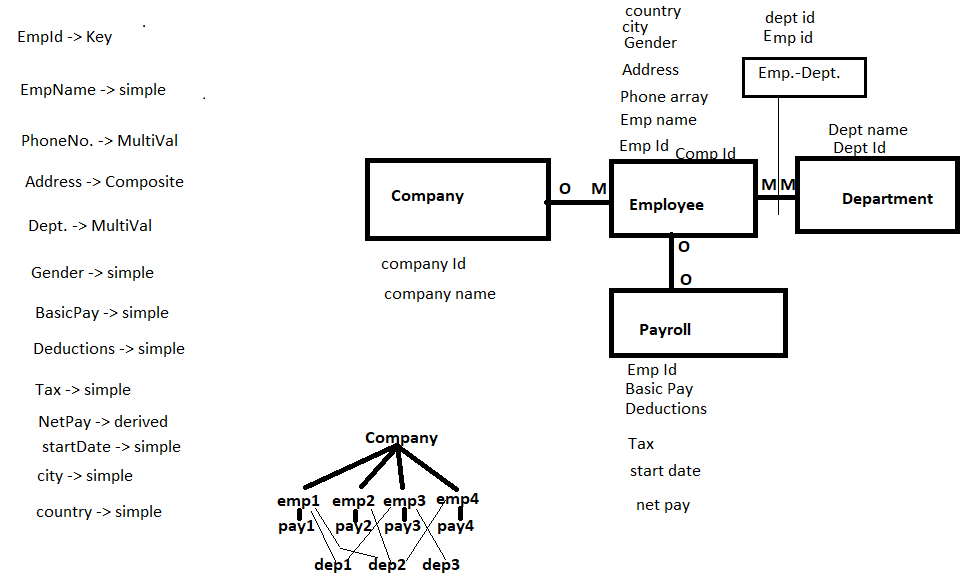 EmpId -> Key
EmpName -> simple
PhoneNo. -> MultiVal
Address -> Composite
Dept. -> MultiVal
Gender -> simple
BasicPay -> simple
Deductions -> simple
Tax -> simple
NetPay -> derived
startDate -> simple
city -> simple
country -> simple
country
city
Gender
Address
Phone array
Emp name
Emp Id
Comp Id
dept id
Emp id
Emp.-Dept.
Dept name
Dept Id
Company
O M
Employee
M M
Department
company Id
company name
O
O
Payroll
Emp Id
Basic Pay
Deductions
Tax
start date
net pay
Company
emp1 emp2 emp3 emp4
pay1 pay2 pay3 pay4
dep1 dep2 dep3